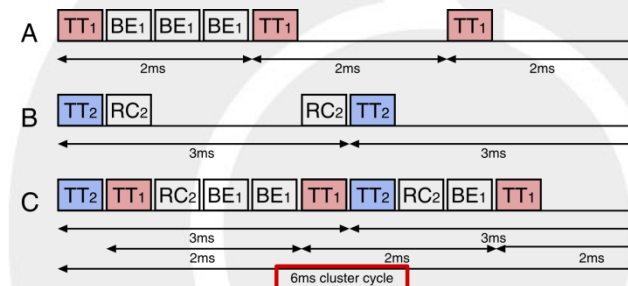 A TT1 BE1 BE1 BE1 TT1 TT1
2ms 2ms 2ms
B TT2 RC2 RC2 TT2
3ms 3ms
C TT2 TT1 RC2 BE1 BE1 TT1 TT2 RC2 BE1 TT1
3ms 3ms
2ms 2ms 2ms
6ms cluster cycle